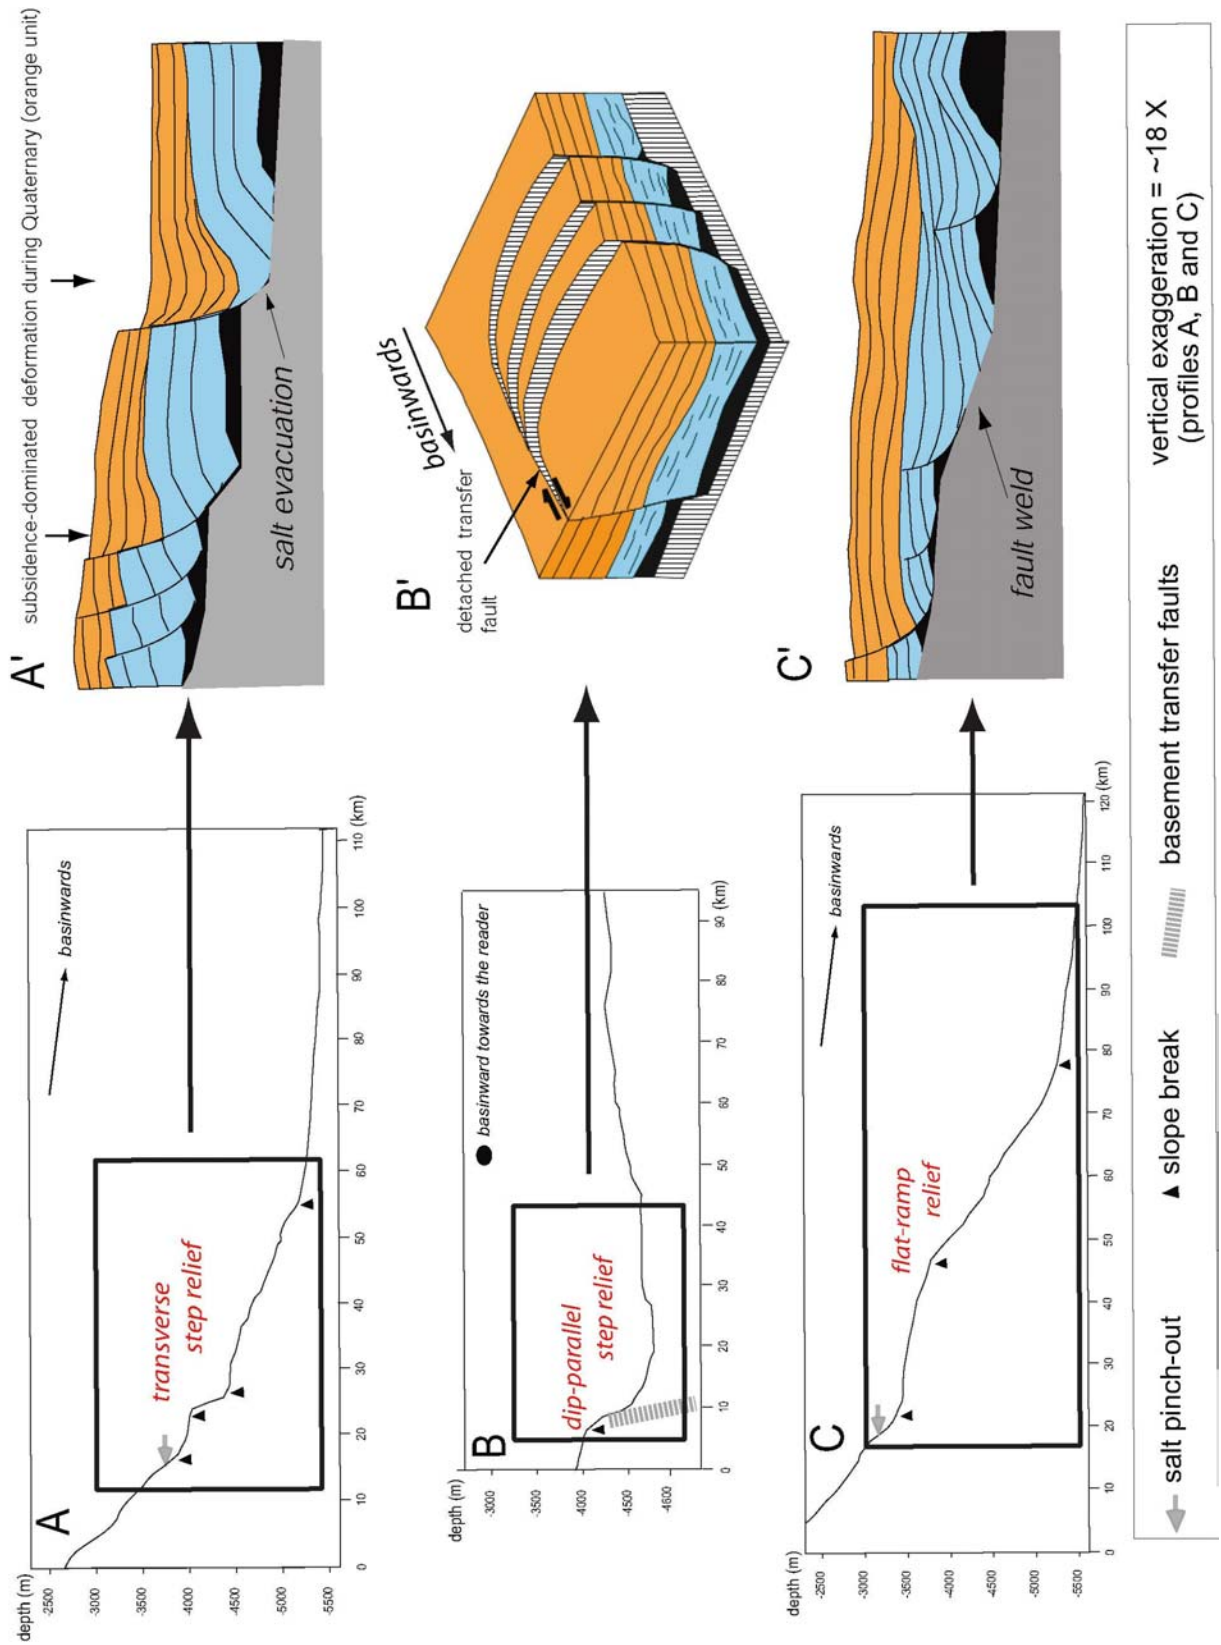 A
depth (m)
-2500
-3000
-3500
-4000
-4500
-5000
-5500
transverse
step relief
basinwards
0
10
20
30
40
50
60
70
80
90
100
110
(km)
A'
subsidence-dominated deformation during Quaternary (orange unit)
salt evacuation
B
depth (m)
-3000
-3500
-4000
-4500
-4600
dip-parallel
step relief
basinward towards the reader
0
10
20
30
40
50
60
70
80
90
(km)
B'
basinwards
detached transfer
fault
C
depth (m)
-2500
-3000
-3500
-4000
-4500
-5000
-5500
flat-ramp
relief
basinwards
0
10
20
30
40
50
60
70
80
90
100
110
120
(km)
C'
fault weld
salt pinch-out
slope break
basement transfer faults
vertical exaggeration = ~18 X
(profiles A, B and C)